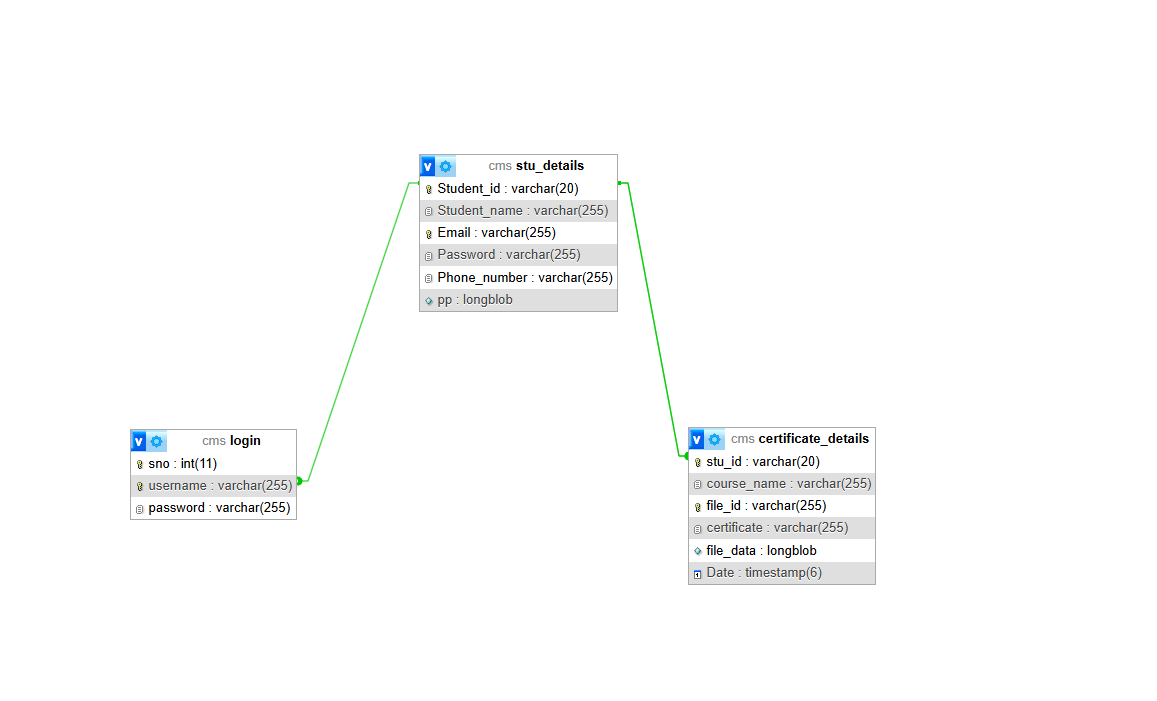 v cms stu_details
Student_id : varchar(20)
Student_name : varchar(255)
Email : varchar(255)
Password : varchar(255)
Phone_number : varchar(255)
pp : longblob
v cms login
sno : int(11)
username : varchar(255)
password : varchar(255)
v cms certificate_details
stu_id : varchar(20)
course_name : varchar(255)
file_id : varchar(255)
certificate : varchar(255)
file_data : longblob
Date : timestamp(6)